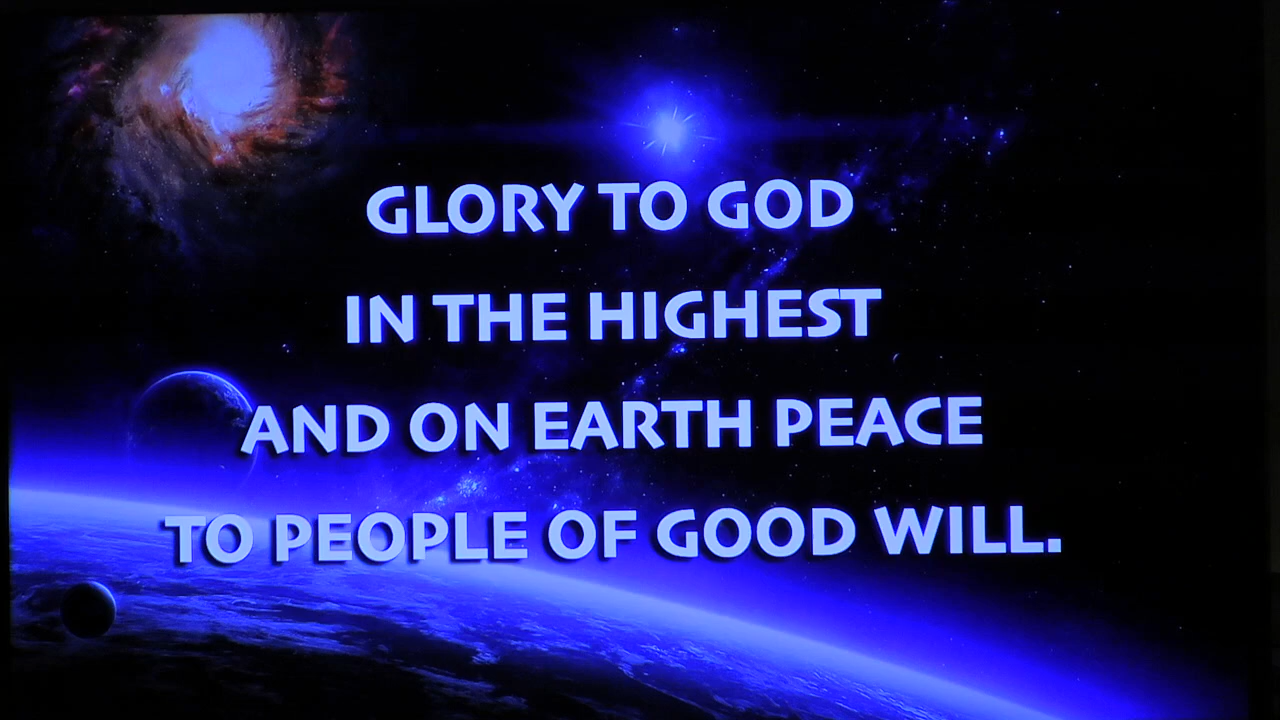 GLORY TO GOD
IN THE HIGHEST
AND ON EARTH PEACE
TO PEOPLE OF GOOD WILL.